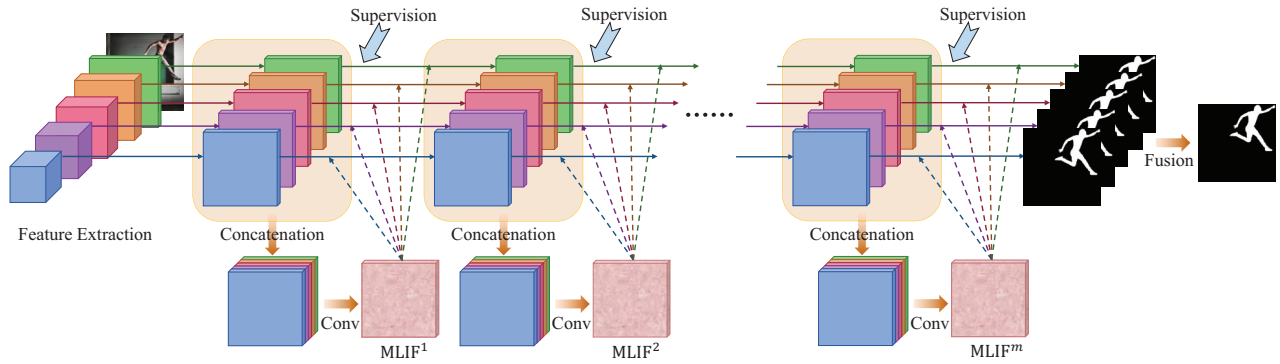 Supervision
Supervision
Supervision
......
Fusion
Feature Extraction
Concatenation
Concatenation
Concatenation
Conv
Conv
Conv
MLIF¹
MLIF²
MLIFᵐ